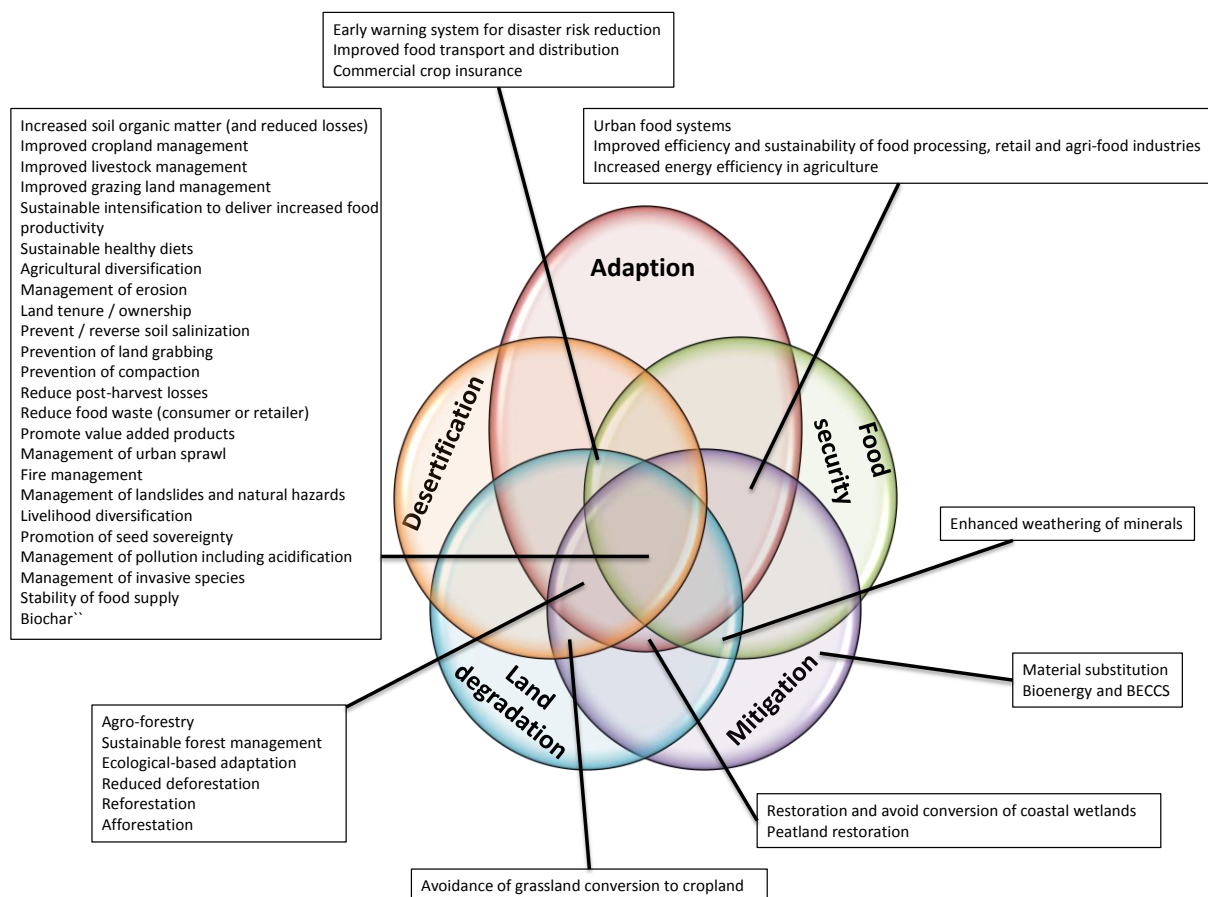 Early warning system for disaster risk reduction
Improved food transport and distribution
Commercial crop insurance
Increased soil organic matter (and reduced losses)
Improved cropland management
Improved livestock management
Improved grazing land management
Sustainable intensification to deliver increased food
productivity
Sustainable healthy diets
Agricultural diversification
Management of erosion
Land tenure / ownership
Prevent / reverse soil salinization
Prevention of land grabbing
Prevention of compaction
Reduce post-harvest losses
Reduce food waste (consumer or retailer)
Promote value added products
Management of urban sprawl
Fire management
Management of landslides and natural hazards
Livelihood diversification
Promotion of seed sovereignty
Management of pollution including acidification
Management of invasive species
Stability of food supply
Biochar``
Urban food systems
Improved efficiency and sustainability of food processing, retail and agri-food industries
Increased energy efficiency in agriculture
Adaption
Desertification
Food
security
Land
degradation
Mitigation
Enhanced weathering of minerals
Material substitution
Bioenergy and BECCS
Agro-forestry
Sustainable forest management
Ecological-based adaptation
Reduced deforestation
Reforestation
Afforestation
Restoration and avoid conversion of coastal wetlands
Peatland restoration
Avoidance of grassland conversion to cropland